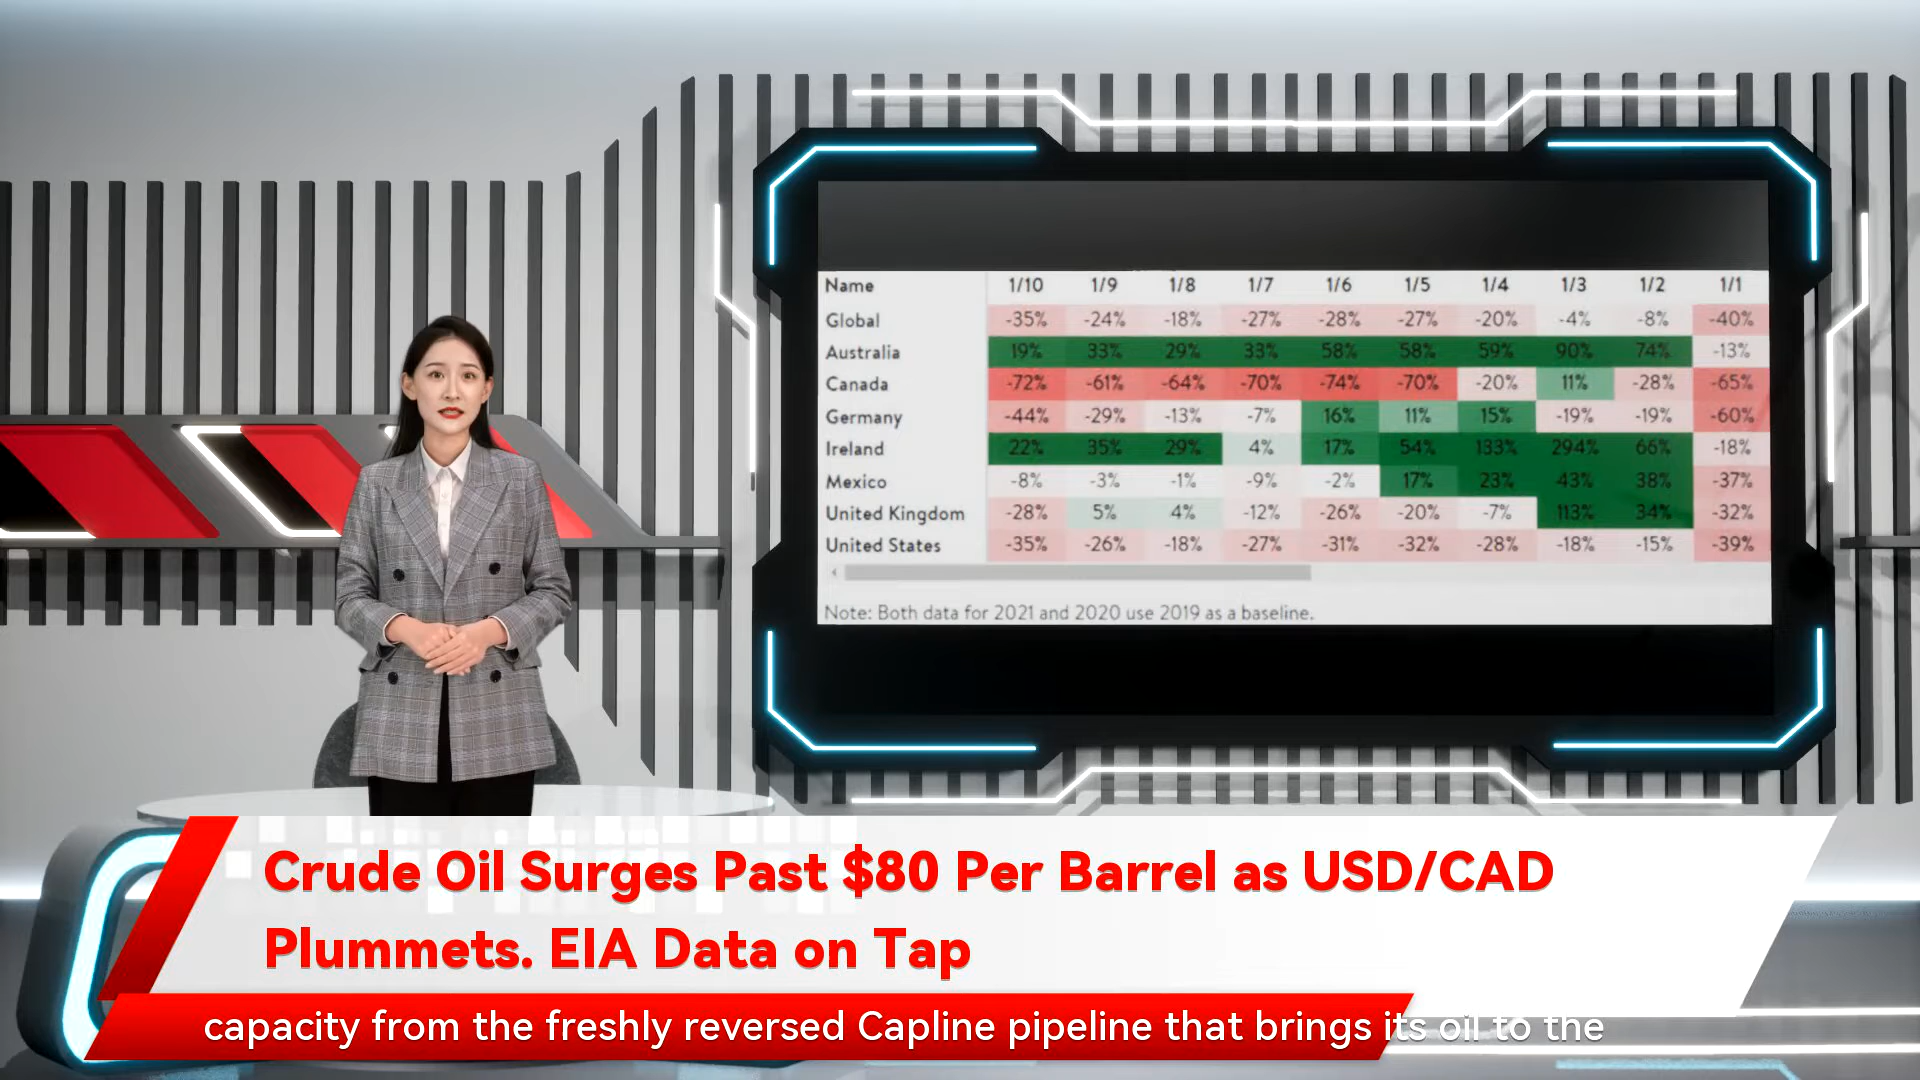 Name 1/10 1/9 1/8 1/7 1/6 1/5 1/4 1/3 1/2 1/1
Global -35% -24% -18% -27% -28% -27% -20% -4% -8% -40%
Australia 19% 33% 29% 33% 58% 58% 59% 90% 74% -13%
Canada -72% -61% -64% -70% -74% -70% -20% 11% -28% -65%
Germany -44% -29% -13% -7% 16% 11% 15% -19% -19% -60%
Ireland 22% 35% 29% 4% 17% 54% 133% 294% 66% -18%
Mexico -8% -3% -1% -9% -2% 17% 23% 43% 38% -37%
United Kingdom -28% 5% 4% -12% -26% -20% -7% 113% 34% -32%
United States -35% -26% -18% -27% -31% -32% -28% -18% -15% -39%
Note: Both data for 2021 and 2020 use 2019 as a baseline.
Crude Oil Surges Past $80 Per Barrel as USD/CAD
Plummets. EIA Data on Tap
capacity from the freshly reversed Capline pipeline that brings its oil to the